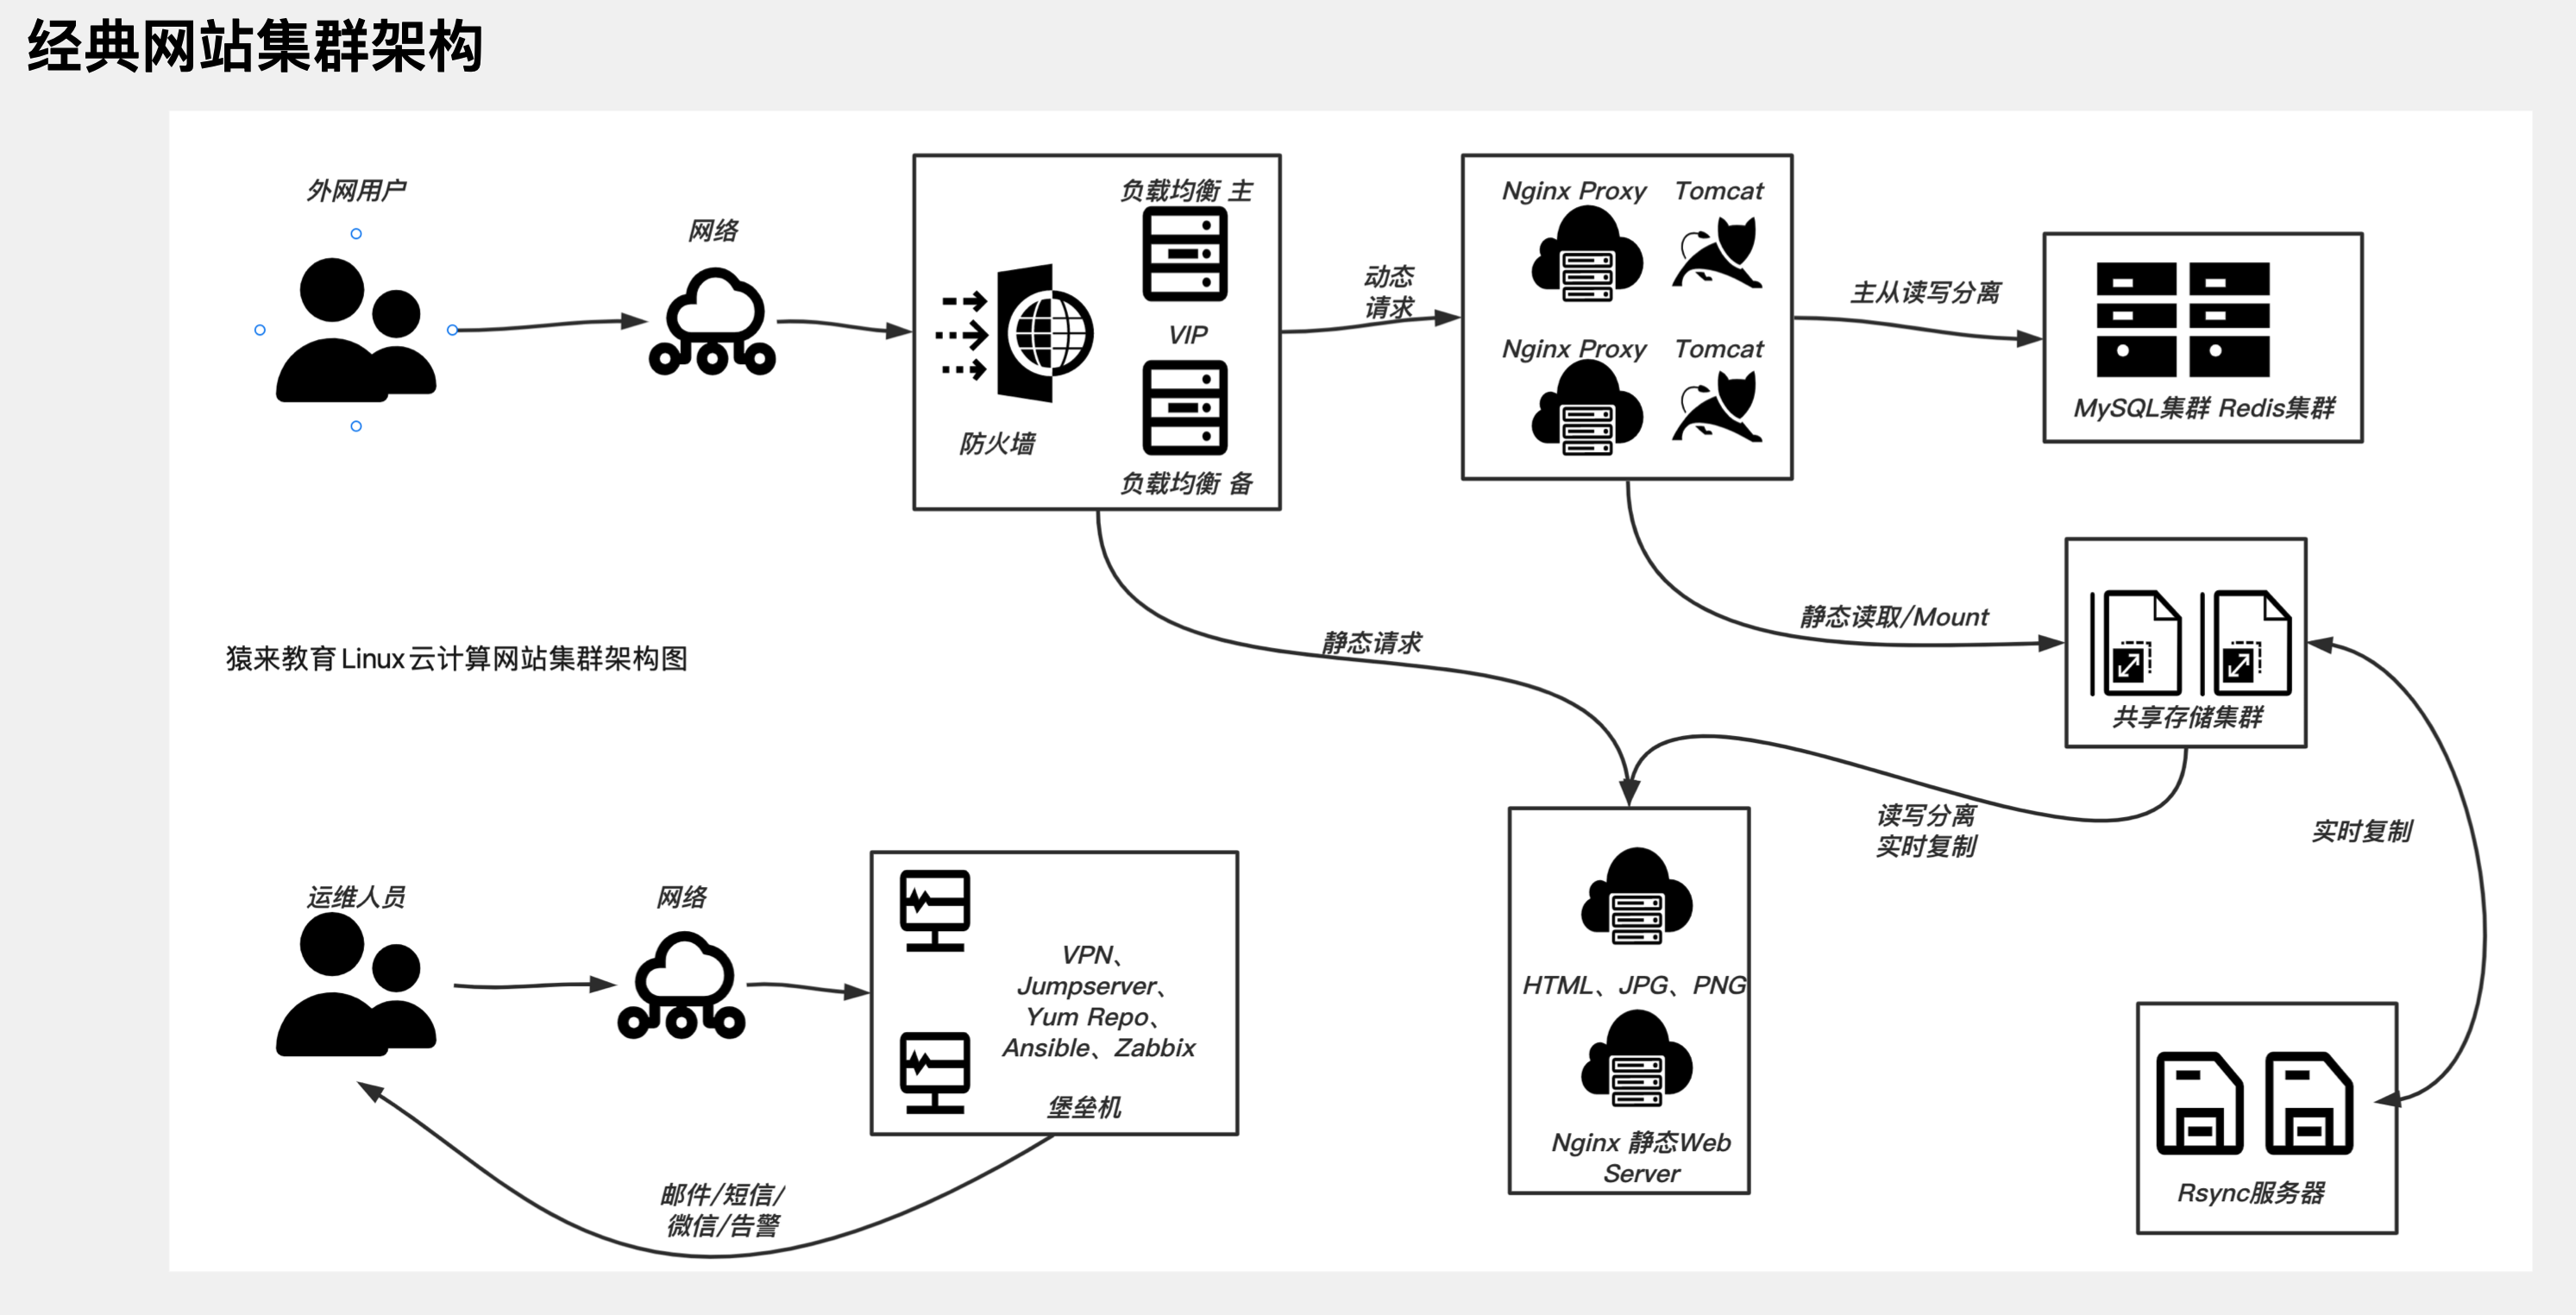 经典网站集群架构
外网用户
网络
防火墙
负载均衡 主
VIP
负载均衡 备
动态
请求
Nginx Proxy
Tomcat
Nginx Proxy
Tomcat
主从读写分离
MySQL集群 Redis集群
静态请求
静态读取/Mount
共享存储集群
猿来教育 Linux 云计算网站集群架构图
读写分离
实时复制
实时复制
运维人员
网络
VPN、
Jumpserver、
Yum Repo、
Ansible、Zabbix
堡垒机
HTML、JPG、PNG
Nginx 静态Web
Server
Rsync服务器
邮件/短信/
微信/告警